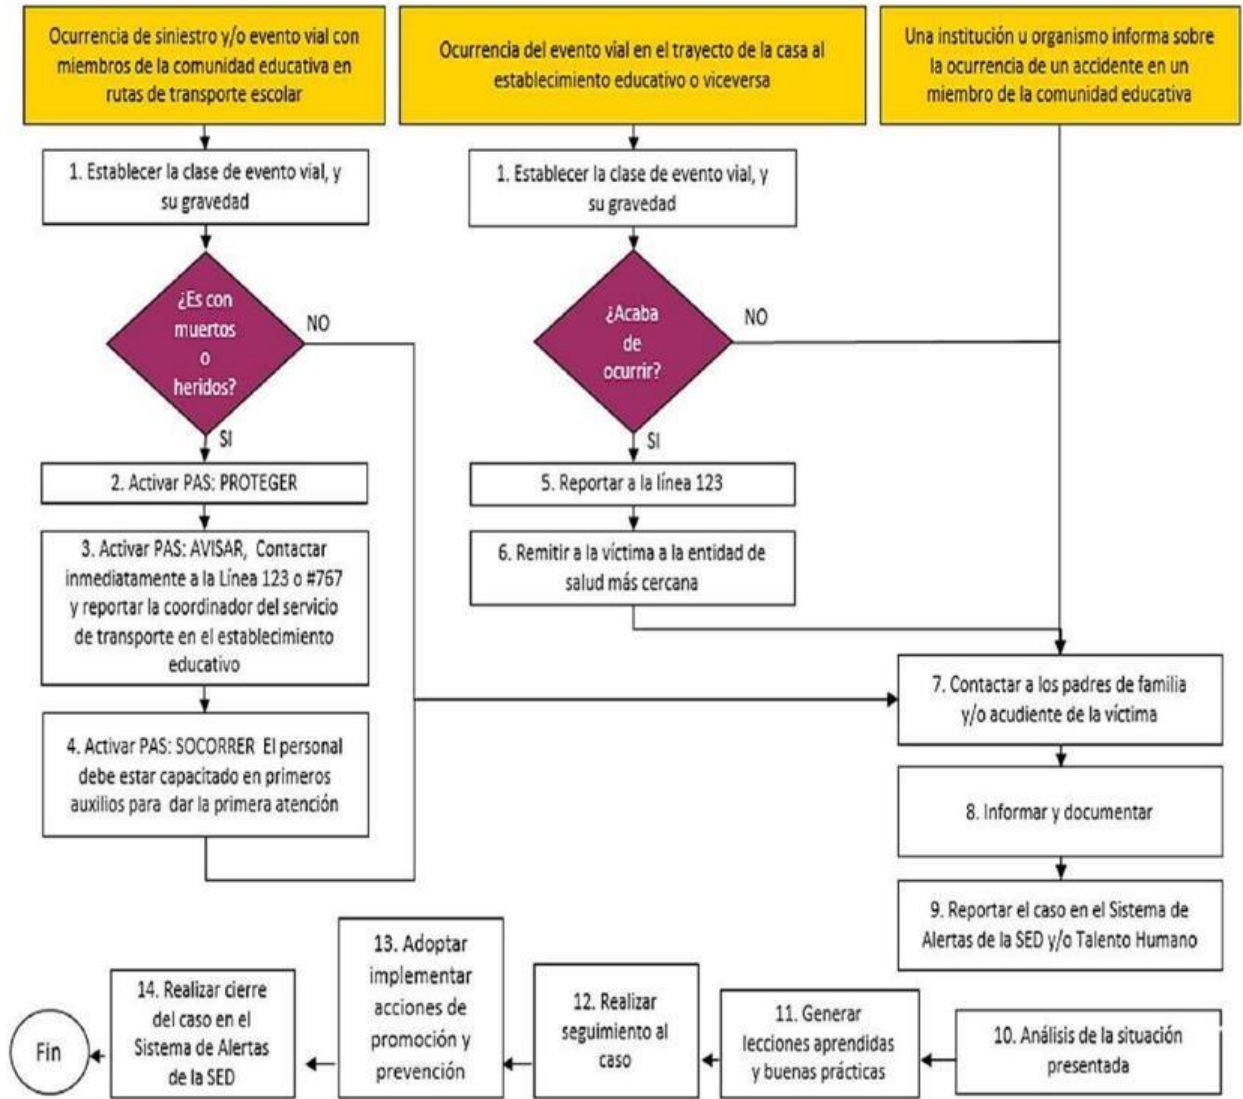 Ocurrencia de siniestro y/o evento vial con
miembros de la comunidad educativa en
rutas de transporte escolar
Ocurrencia del evento vial en el trayecto de la casa al
establecimiento educativo o viceversa
Una institución u organismo informa sobre
la ocurrencia de un accidente en un
miembro de la comunidad educativa
1. Establecer la clase de evento vial, y
su gravedad
1. Establecer la clase de evento vial, y
su gravedad
¿Es con
muertos
o
heridos?
NO
SI
¿Acaba
de
ocurrir?
NO
SI
2. Activar PAS: PROTEGER
3. Activar PAS: AVISAR, Contactar
inmediatamente a la Línea 123 o #767
y reportar la coordinador del servicio
de transporte en el establecimiento
educativo
4. Activar PAS: SOCORRER El personal
debe estar capacitado en primeros
auxilios para dar la primera atención
5. Reportar a la línea 123
6. Remitir a la víctima a la entidad de
salud más cercana
7. Contactar a los padres de familia
y/o acudiente de la víctima
8. Informar y documentar
9. Reportar el caso en el Sistema de
Alertas de la SED y/o Talento Humano
10. Análisis de la situación
presentada
11. Generar
lecciones aprendidas
y buenas prácticas
12. Realizar
seguimiento al
caso
13. Adoptar
implementar
acciones de
promoción y
prevención
14. Realizar cierre
del caso en el
Sistema de Alertas
de la SED
Fin